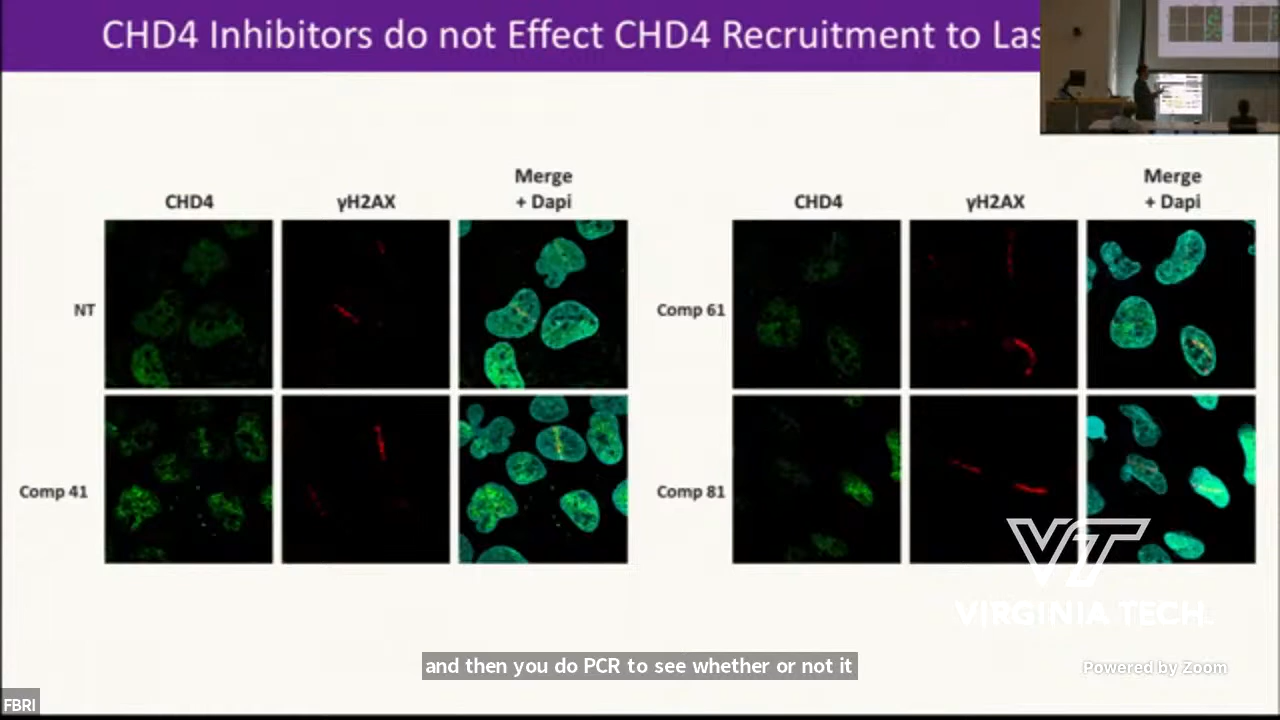 CHD4 Inhibitors do not Effect CHD4 Recruitment to Las
CHD4
γH2AX
Merge
+ Dapi
CHD4
γH2AX
Merge
+ Dapi
NT
Comp 61
Comp 41
Comp 81
VT
VIRGINIA TECH.
and then you do PCR to see whether or not it
Powered by Zoom
FBRI